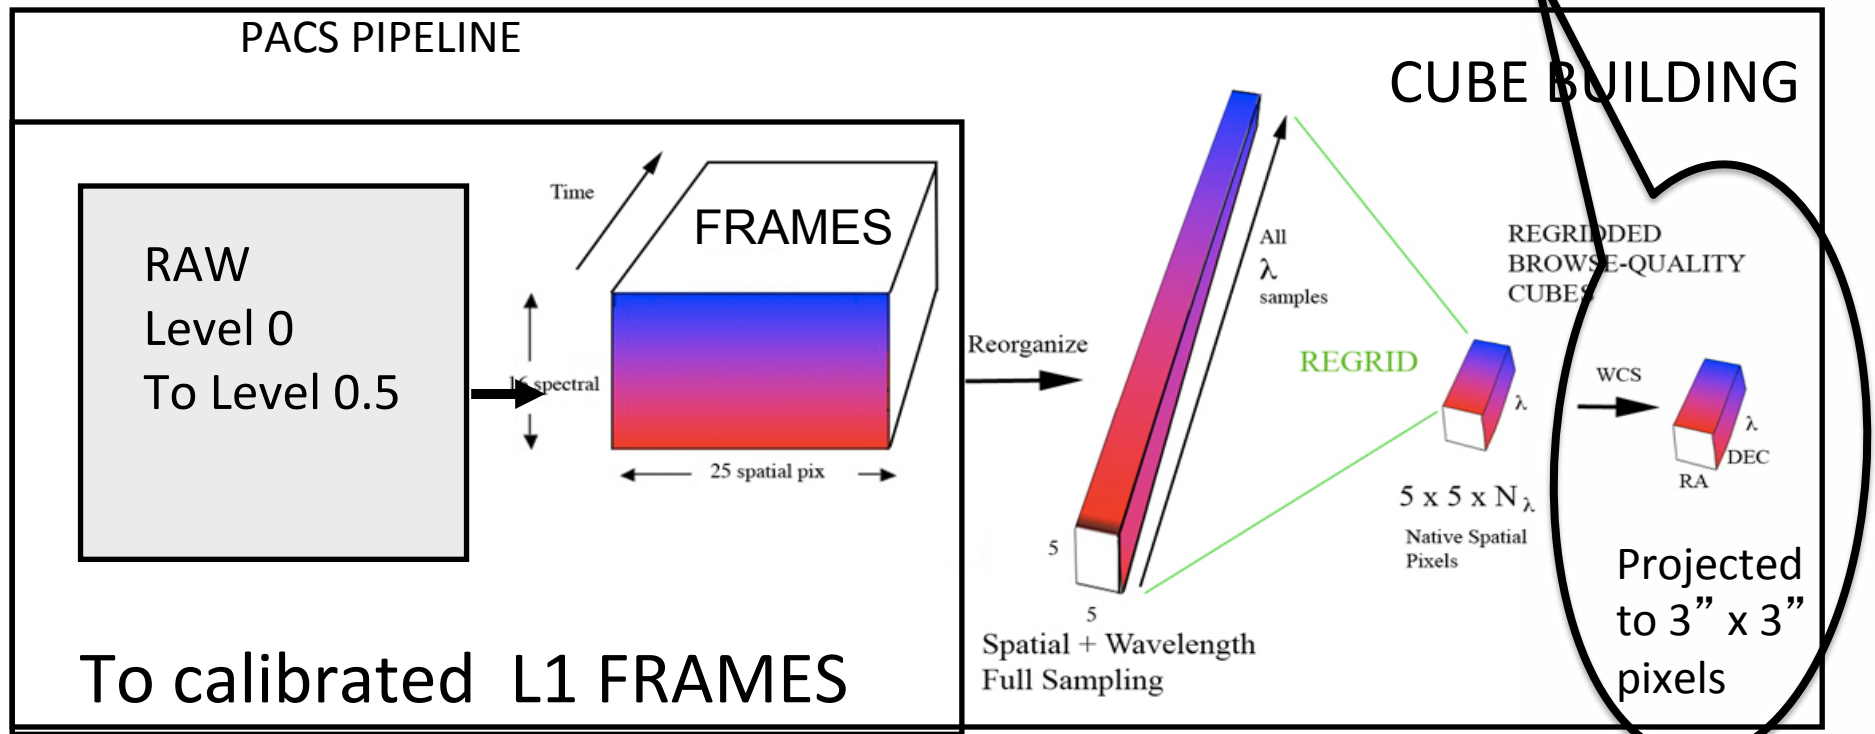 PACS PIPELINE
CUBE BUILDING
RAW
Level 0
To Level 0.5
Time
FRAMES
16 spectral
25 spatial pix
To calibrated L1 FRAMES
Reorganize
All
λ
samples
5
5
Spatial + Wavelength
Full Sampling
REGRID
REGRIDDED
BROWSE-QUALITY
CUBES
λ
5 x 5 x Nλ
Native Spatial
Pixels
WCS
λ
DEC
RA
Projected
to 3” x 3”
pixels